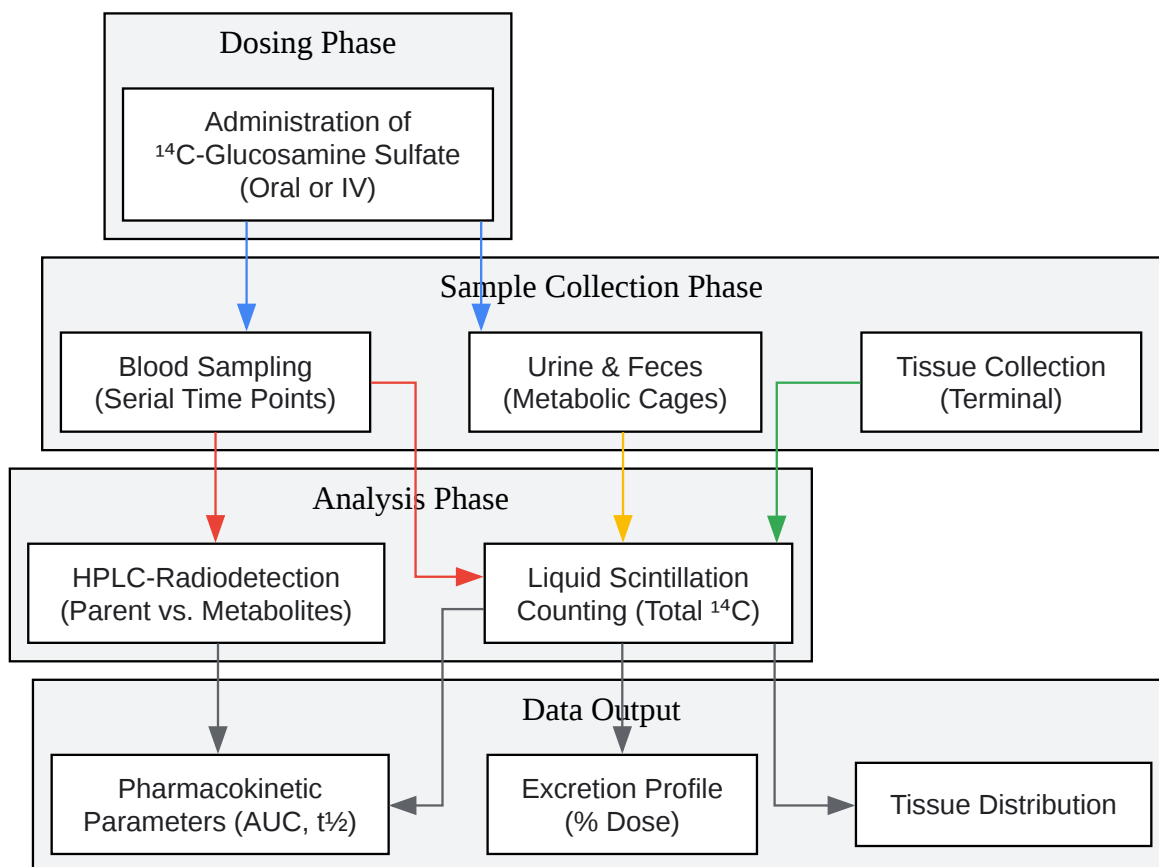 Dosing Phase
Administration of
¹⁴C-Glucosamine Sulfate
(Oral or IV)
Sample Collection Phase
Blood Sampling
(Serial Time Points)
Urine & Feces
(Metabolic Cages)
Tissue Collection
(Terminal)
Analysis Phase
HPLC-Radiodetection
(Parent vs. Metabolites)
Liquid Scintillation
Counting (Total ¹⁴C)
Data Output
Pharmacokinetic
Parameters (AUC, t½)
Excretion Profile
(% Dose)
Tissue Distribution